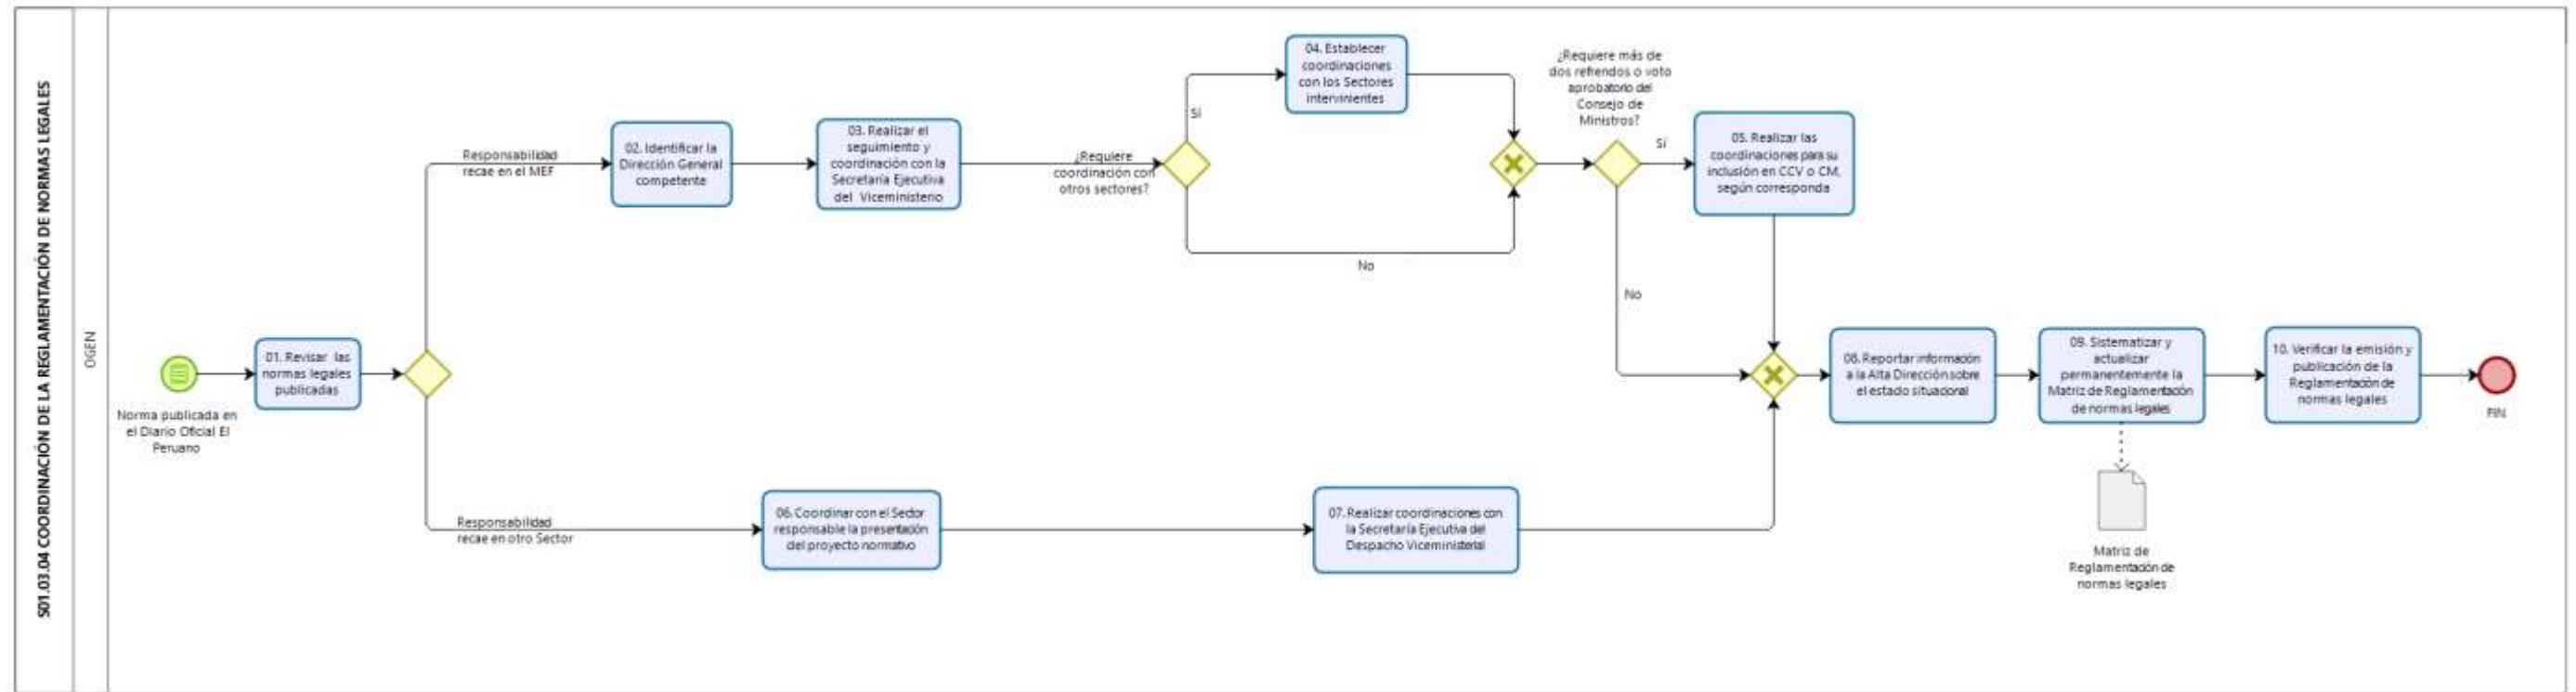 S01.03.04 COORDINACIÓN DE LA REGLAMENTACIÓN DE NORMAS LEGALES
OGEN
Norma publicada en
el Diario Oficial El
Peruano
01. Revisar las
normas legales
publicadas
Responsabilidad
recae en el MEF
02. Identificar la
Dirección General
competente
03. Realizar el
seguimiento y
coordinación con la
Secretaría Ejecutiva
del Viceministerio
¿Requiere
coordinación con
otros sectores?
Sí
04. Establecer
coordinaciones
con los Sectores
intervinientes
No
¿Requiere más de
dos refrendos o voto
aprobatorio del
Consejo de
Ministros?
Sí
05. Realizar las
coordinaciones para su
inclusión en CCV o CM,
según corresponda
No
Responsabilidad
recae en otro Sector
06. Coordinar con el Sector
responsable la presentación
del proyecto normativo
07. Realizar coordinaciones con
la Secretaría Ejecutiva del
Despacho Viceministerial
08. Reportar información
a la Alta Dirección sobre
el estado situacional
09. Sistematizar y
actualizar
permanentemente la
Matriz de Reglamentación
de normas legales
Matriz de
Reglamentación de
normas legales
10. Verificar la emisión y
publicación de la
Reglamentación de
normas legales
FIN